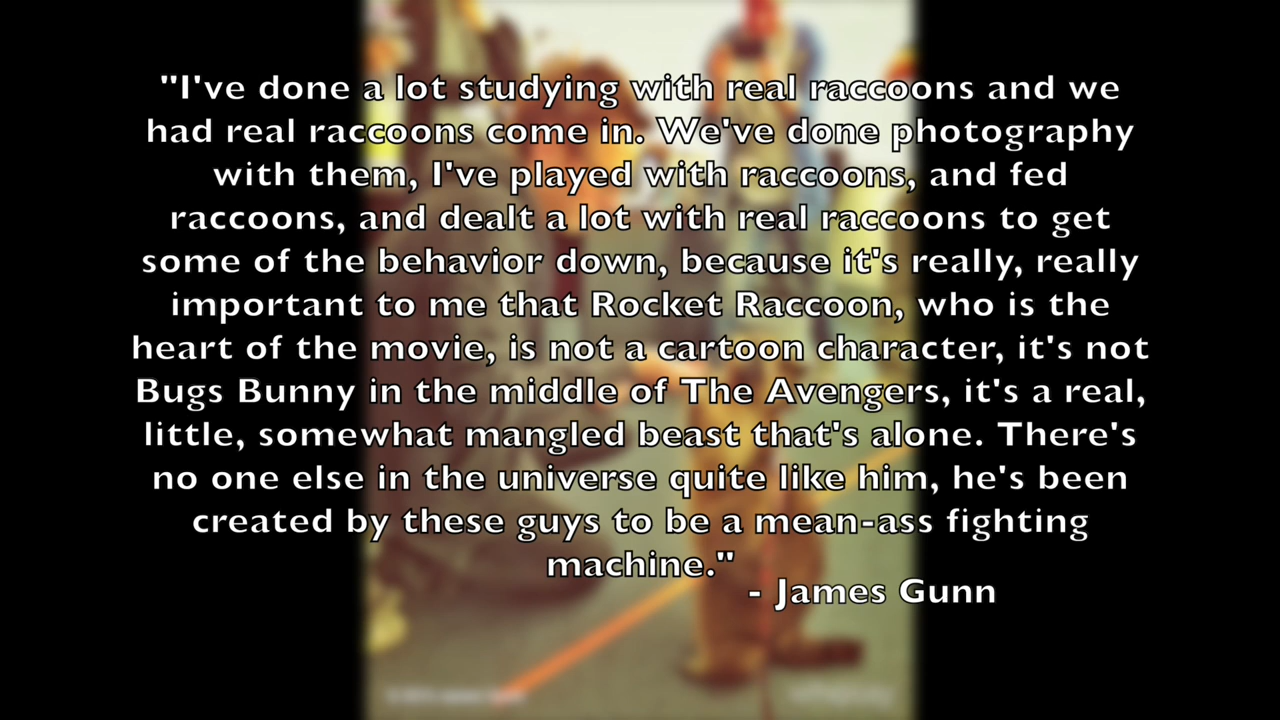 "I've done a lot studying with real raccoons and we
had real raccoons come in. We've done photography
with them, I've played with raccoons, and fed
raccoons, and dealt a lot with real raccoons to get
some of the behavior down, because it's really, really
important to me that Rocket Raccoon, who is the
heart of the movie, is not a cartoon character, it's not
Bugs Bunny in the middle of The Avengers, it's a real,
little, somewhat mangled beast that's alone. There's
no one else in the universe quite like him, he's been
created by these guys to be a mean-ass fighting
machine."
- James Gunn